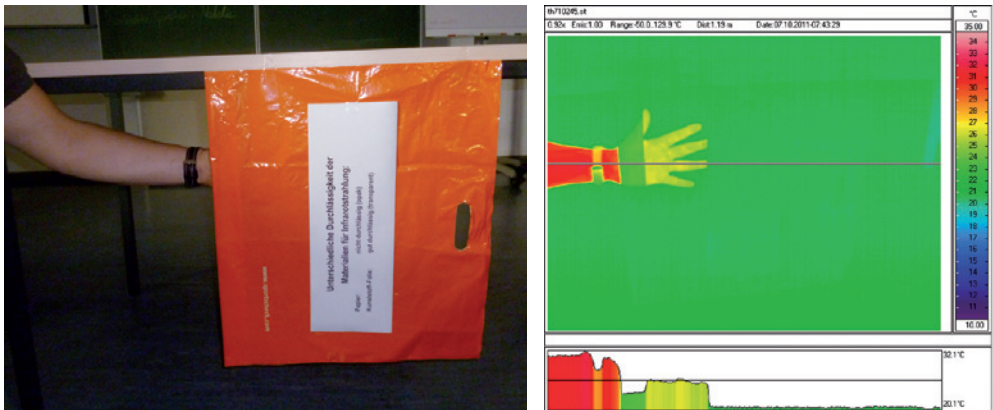 Unterschiedliche Durchlässigkeit der
Materialien für Infrarotstrahlung:
Papier: nicht durchlässig (opak)
Kunststoff-Folie: gut durchlässig (transparent)
th710245.sit
0.92x Emis:1.00 Range:-50.0..129.9 °C Dist:1.19 m Date:07.10.2011-07:43:29
°C
35.00
34
33
32
31
30
29
28
27
26
25
24
23
22
21
20
19
18
17
16
15
14
13
12
11
10.00
32.1°C
20.1°C